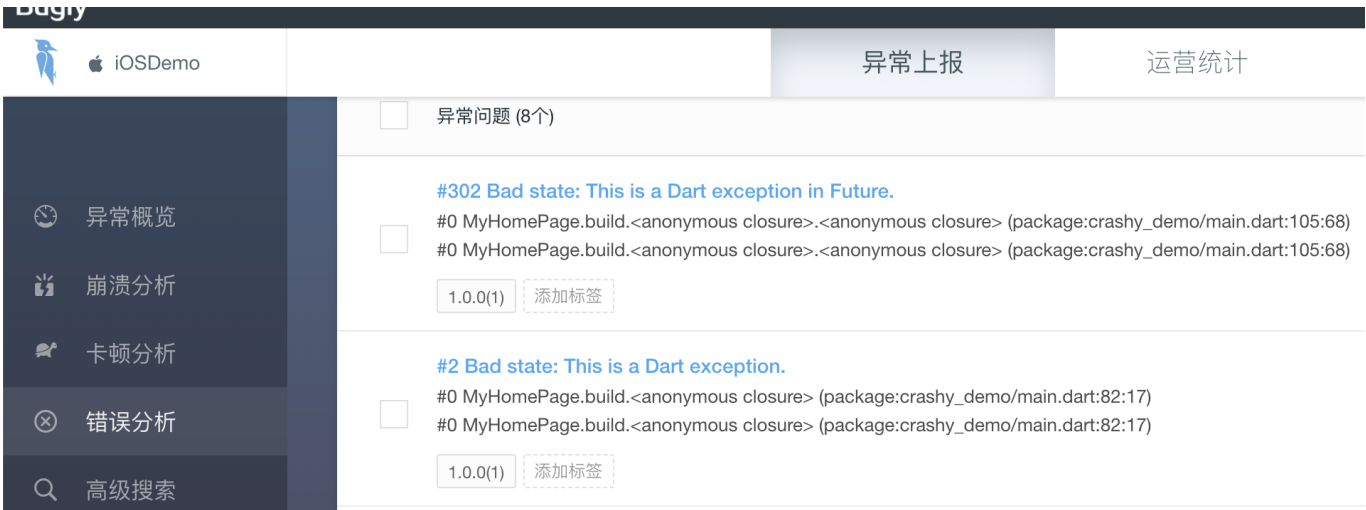 Bugly
iOSDemo
异常上报
运营统计
异常问题 (8个)
异常概览
崩溃分析
卡顿分析
错误分析
高级搜索
#302 Bad state: This is a Dart exception in Future.
#0 MyHomePage.build.<anonymous closure>.<anonymous closure> (package:crashy_demo/main.dart:105:68)
#0 MyHomePage.build.<anonymous closure>.<anonymous closure> (package:crashy_demo/main.dart:105:68)
1.0.0(1) 添加标签
#2 Bad state: This is a Dart exception.
#0 MyHomePage.build.<anonymous closure> (package:crashy_demo/main.dart:82:17)
#0 MyHomePage.build.<anonymous closure> (package:crashy_demo/main.dart:82:17)
1.0.0(1) 添加标签